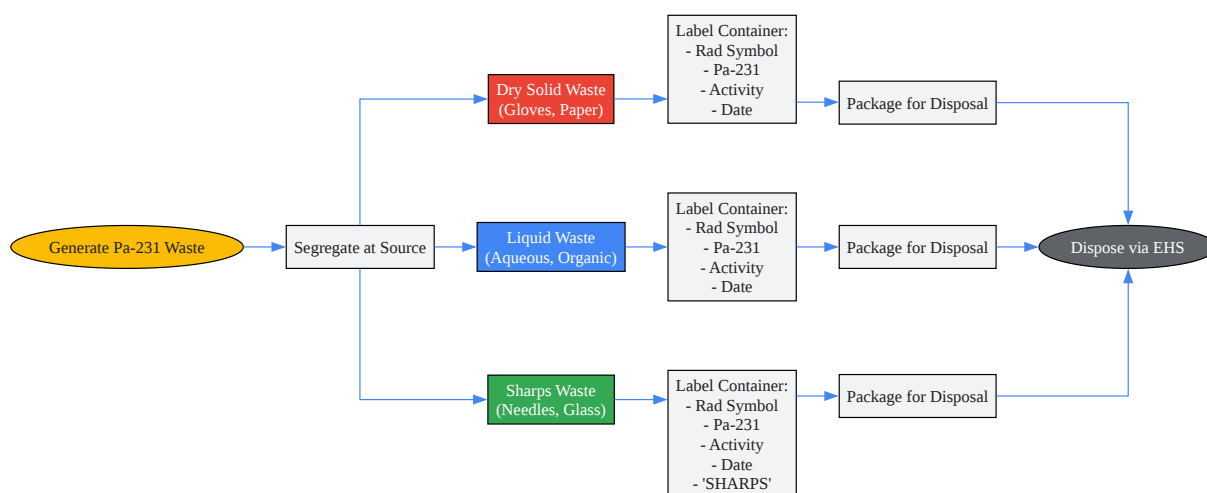 Generate Pa-231 Waste
Segregate at Source
Dry Solid Waste
(Gloves, Paper)
Label Container:
- Rad Symbol
- Pa-231
- Activity
- Date
Package for Disposal
Liquid Waste
(Aqueous, Organic)
Label Container:
- Rad Symbol
- Pa-231
- Activity
- Date
Package for Disposal
Sharps Waste
(Needles, Glass)
Label Container:
- Rad Symbol
- Pa-231
- Activity
- Date
- 'SHARPS'
Package for Disposal
Dispose via EHS